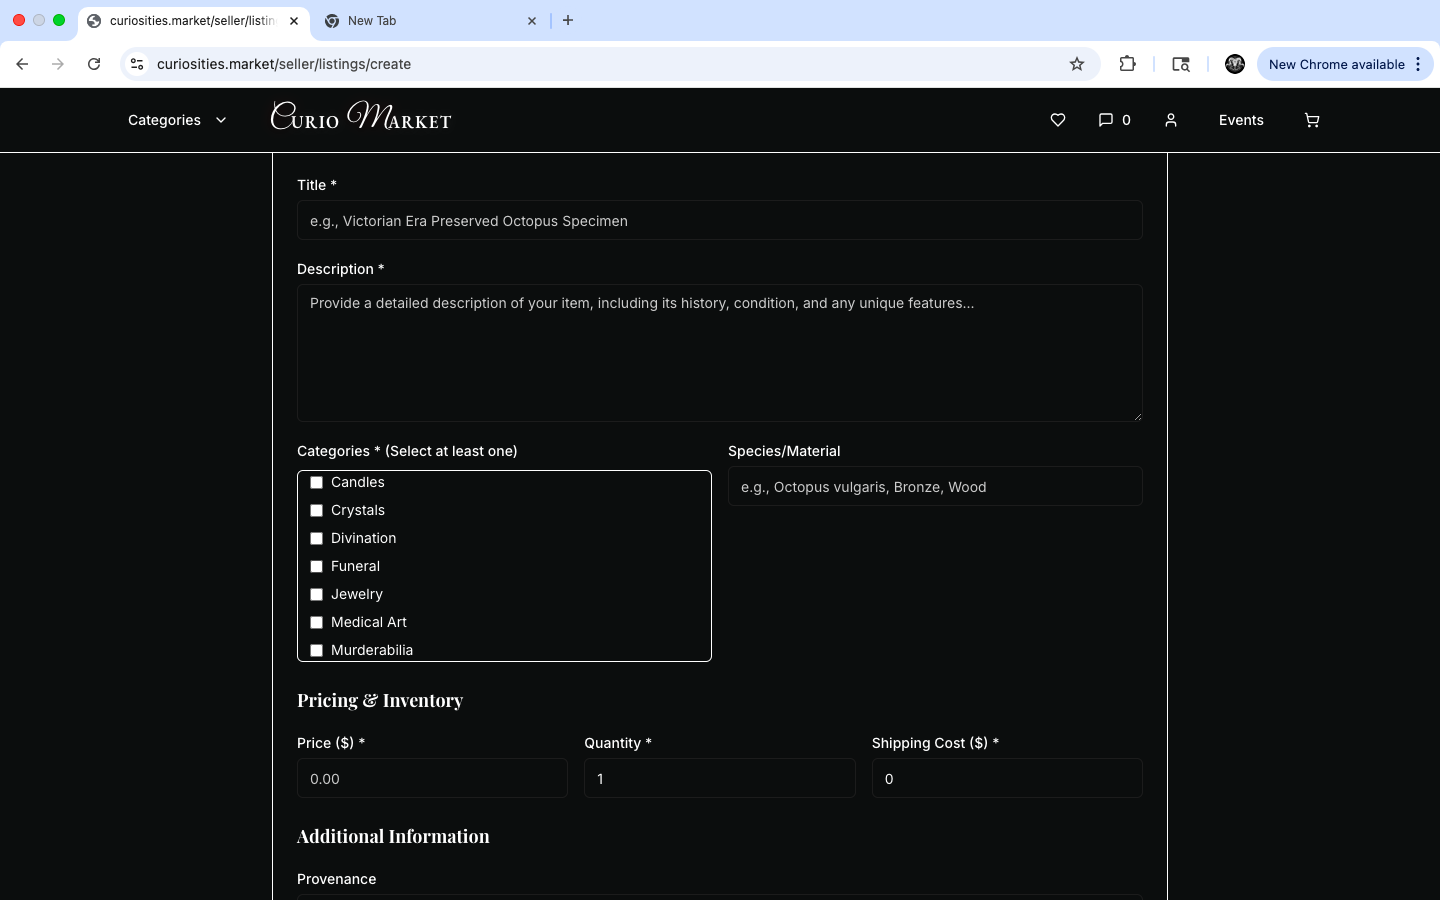 curiosities.market/seller/listin
New Tab
curiosities.market/seller/listings/create
New Chrome available
Categories
Curio Market
0
Events
Title *
e.g., Victorian Era Preserved Octopus Specimen
Description *
Provide a detailed description of your item, including its history, condition, and any unique features...
Categories * (Select at least one)
Species/Material
Candles
e.g., Octopus vulgaris, Bronze, Wood
Crystals
Divination
Funeral
Jewelry
Medical Art
Murderabilia
Pricing & Inventory
Price ($) *
Quantity *
Shipping Cost ($) *
0.00
1
0
Additional Information
Provenance